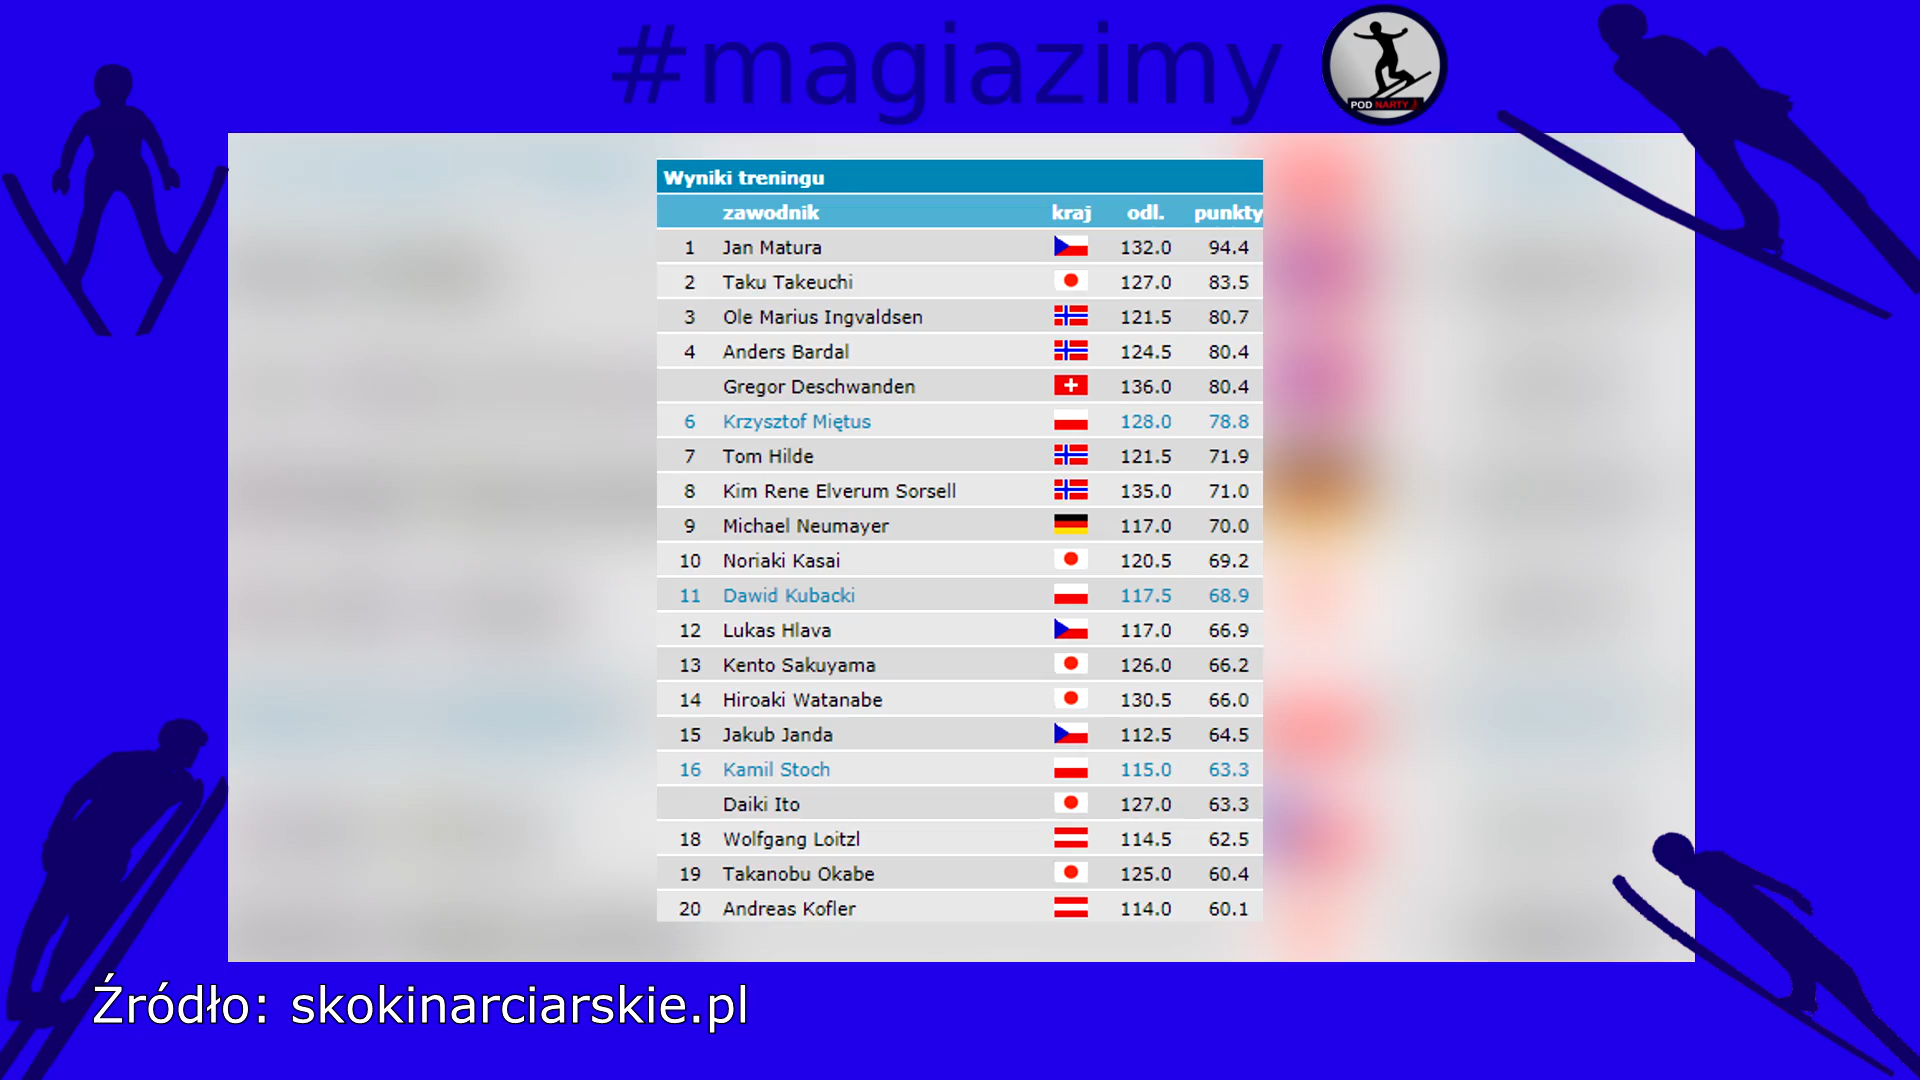 #magiazimy
POD NARTY
Wyniki treningu
zawodnik kraj odl. punkty
1 Jan Matura 132.0 94.4
2 Taku Takeuchi 127.0 83.5
3 Ole Marius Ingvaldsen 121.5 80.7
4 Anders Bardal 124.5 80.4
Gregor Deschwanden 136.0 80.4
6 Krzysztof Miętus 128.0 78.8
7 Tom Hilde 121.5 71.9
8 Kim Rene Elverum Sorsell 135.0 71.0
9 Michael Neumayer 117.0 70.0
10 Noriaki Kasai 120.5 69.2
11 Dawid Kubacki 117.5 68.9
12 Lukas Hlava 117.0 66.9
13 Kento Sakuyama 126.0 66.2
14 Hiroaki Watanabe 130.5 66.0
15 Jakub Janda 112.5 64.5
16 Kamil Stoch 115.0 63.3
Daiki Ito 127.0 63.3
18 Wolfgang Loitzl 114.5 62.5
19 Takanobu Okabe 125.0 60.4
20 Andreas Kofler 114.0 60.1
Źródło: skokinarciarskie.pl